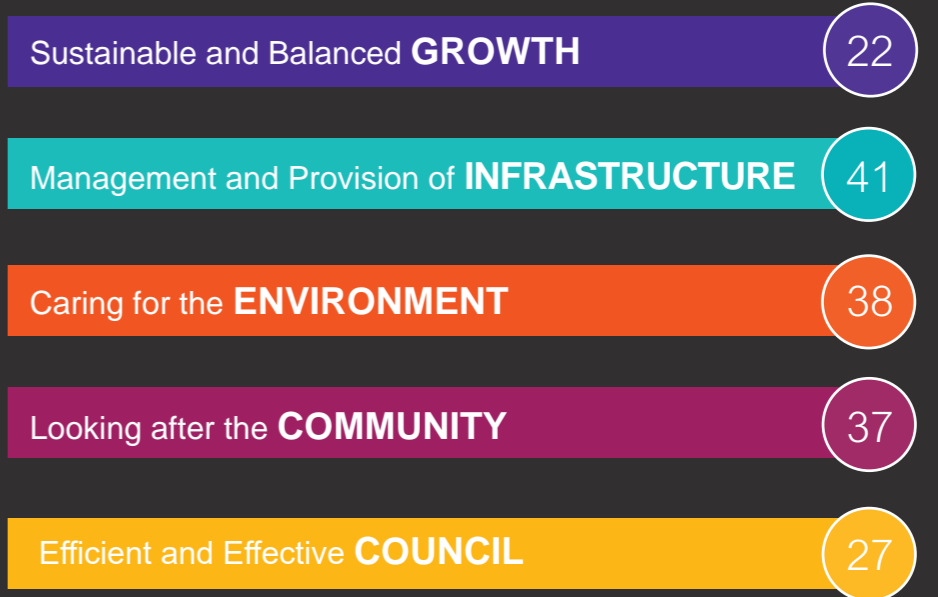 Sustainable and Balanced GROWTH 22
Management and Provision of INFRASTRUCTURE 41
Caring for the ENVIRONMENT 38
Looking after the COMMUNITY 37
Efficient and Effective COUNCIL 27